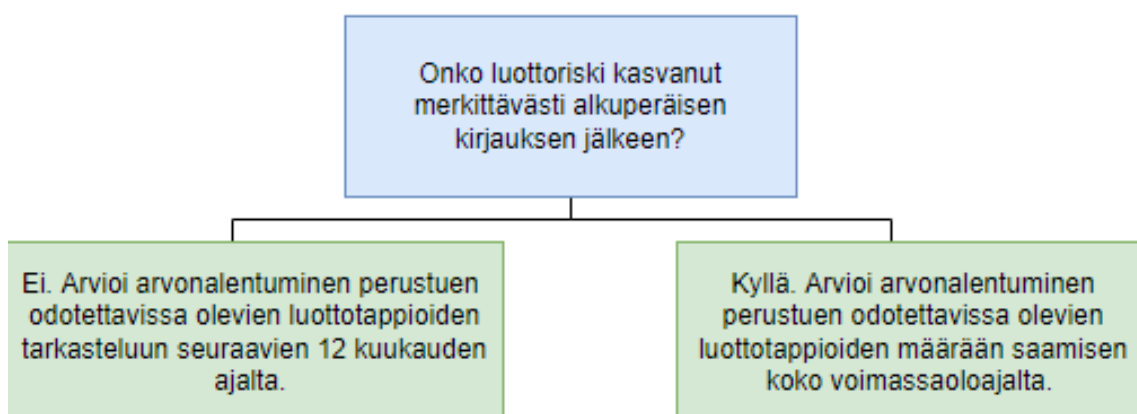 Onko luottoriski kasvanut
merkittävästi alkuperäisen
kirjauksen jälkeen?
Ei. Arvioi arvonalentuminen perustuen
odotettavissa olevien luottotappioiden
tarkasteluun seuraavien 12 kuukauden
ajalta.
Kyllä. Arvioi arvonalentuminen
perustuen odotettavissa olevien
luottotappioiden määrään saamisen
koko voimassaoloajalta.